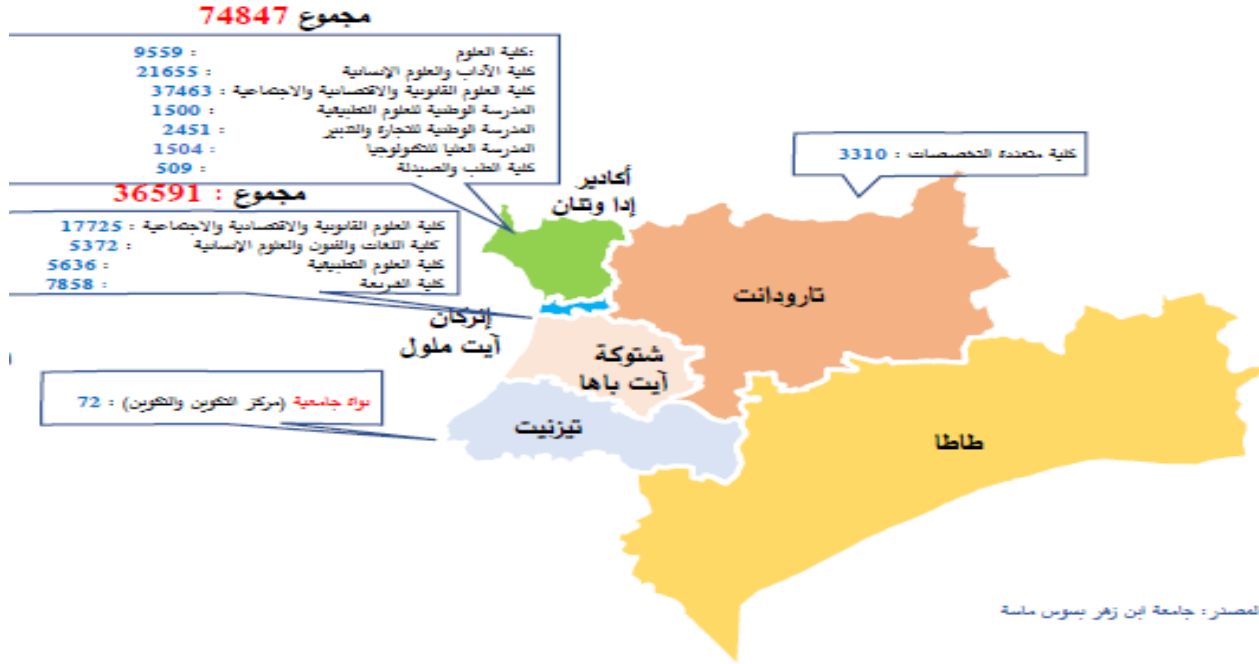 مجموع 74847
كلية العلوم : 9559
كلية الآداب والعلوم الإنسانية : 21655
كلية العلوم القانونية والاقتصادية والاجتماعية : 37463
المدرسة الوطنية للعلوم التطبيقية : 1500
المدرسة الوطنية للتجارة والتدبير : 2451
المدرسة العليا للتكنولوجيا : 1504
كلية الطب والصيدلة : 509
كلية متعددة التخصصات : 3310
أكادير
إدا وتنان
مجموع : 36591
كلية العلوم القانونية والاقتصادية والاجتماعية : 17725
كلية اللغات والفنون والعلوم الإنسانية : 5372
كلية العلوم التطبيقية : 5636
كلية الشريعة : 7858
تارودانت
إنزكان
آيت ملول
شتوكة
آيت باها
نواة جامعية (مركز التكوين والتكوين) : 72
تيزنيت
طاطا
المصدر : جامعة ابن زهر بسوس ماسة